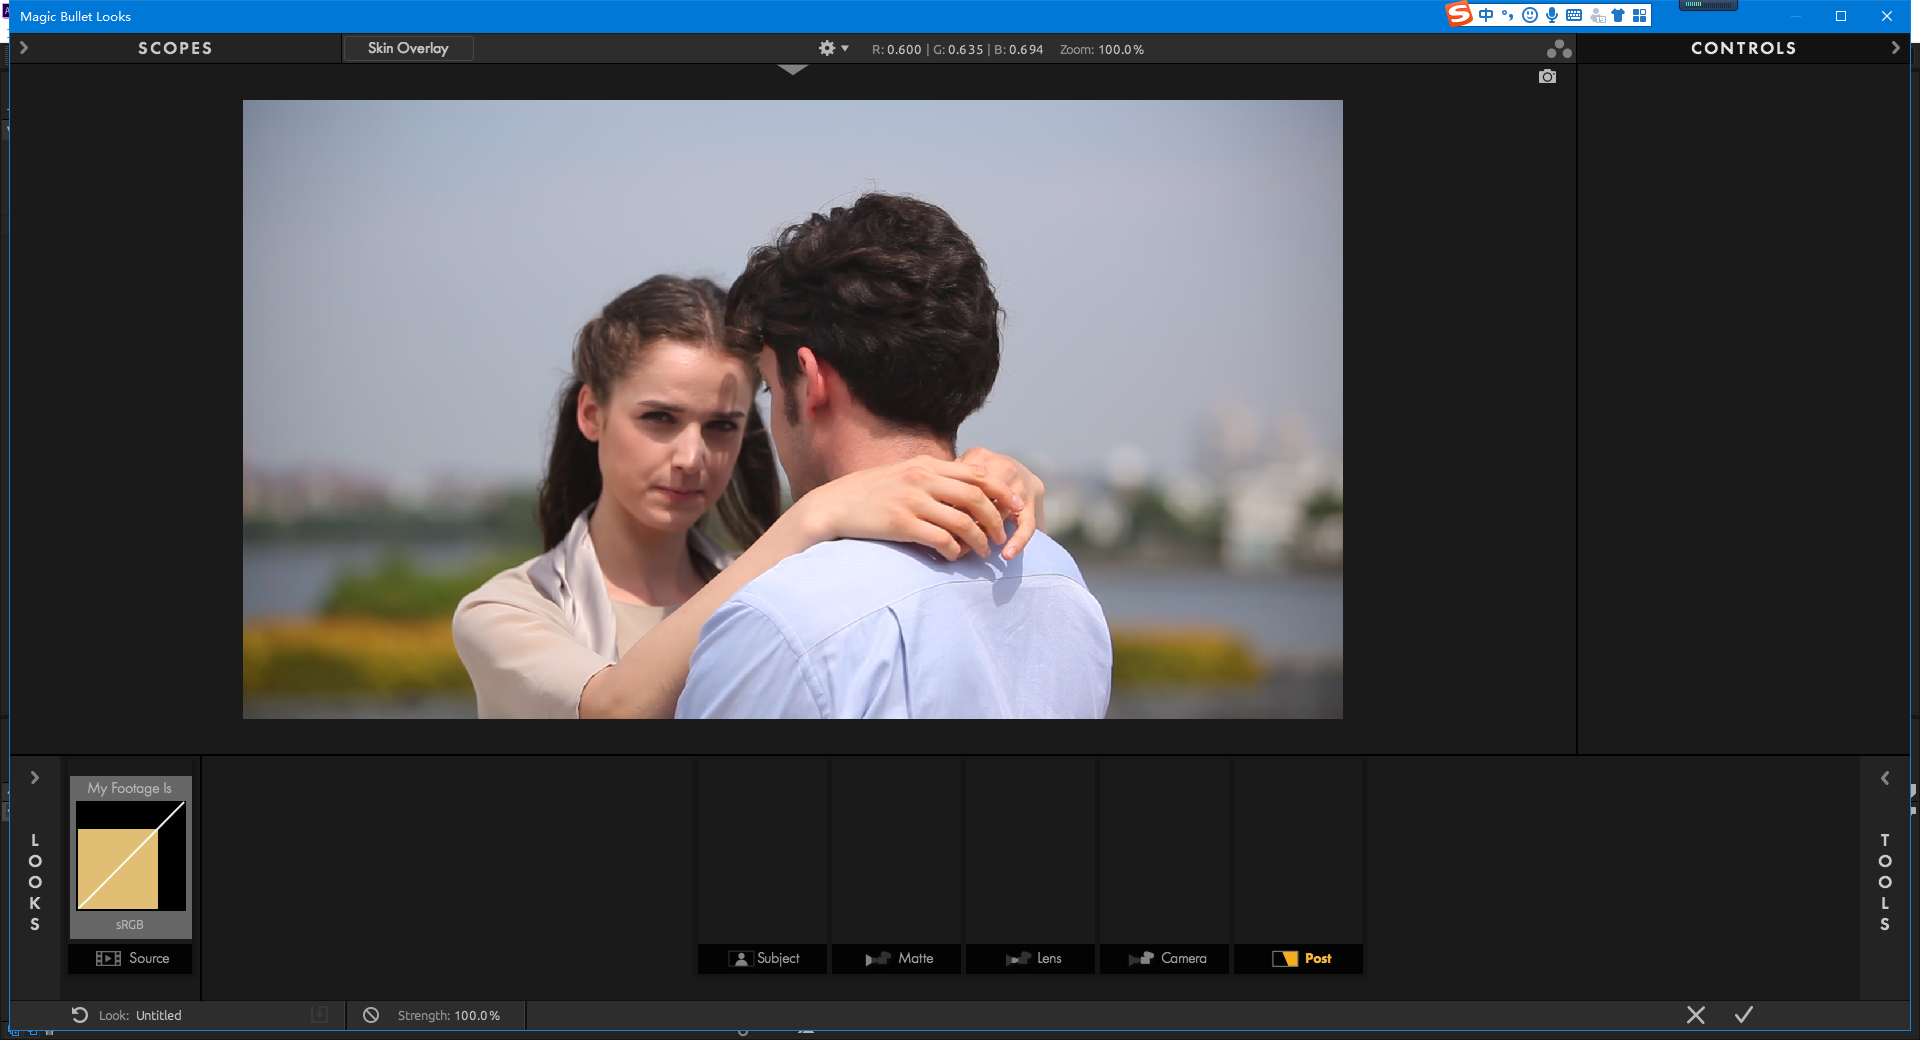 Magic Bullet Looks
中
SCOPES
Skin Overlay
R: 0.600 | G: 0.635 | B: 0.694 Zoom: 100.0%
CONTROLS
My Footage Is
sRGB
Source
LOOKS
Subject
Matte
Lens
Camera
Post
TOOLS
Look: Untitled
Strength: 100.0%